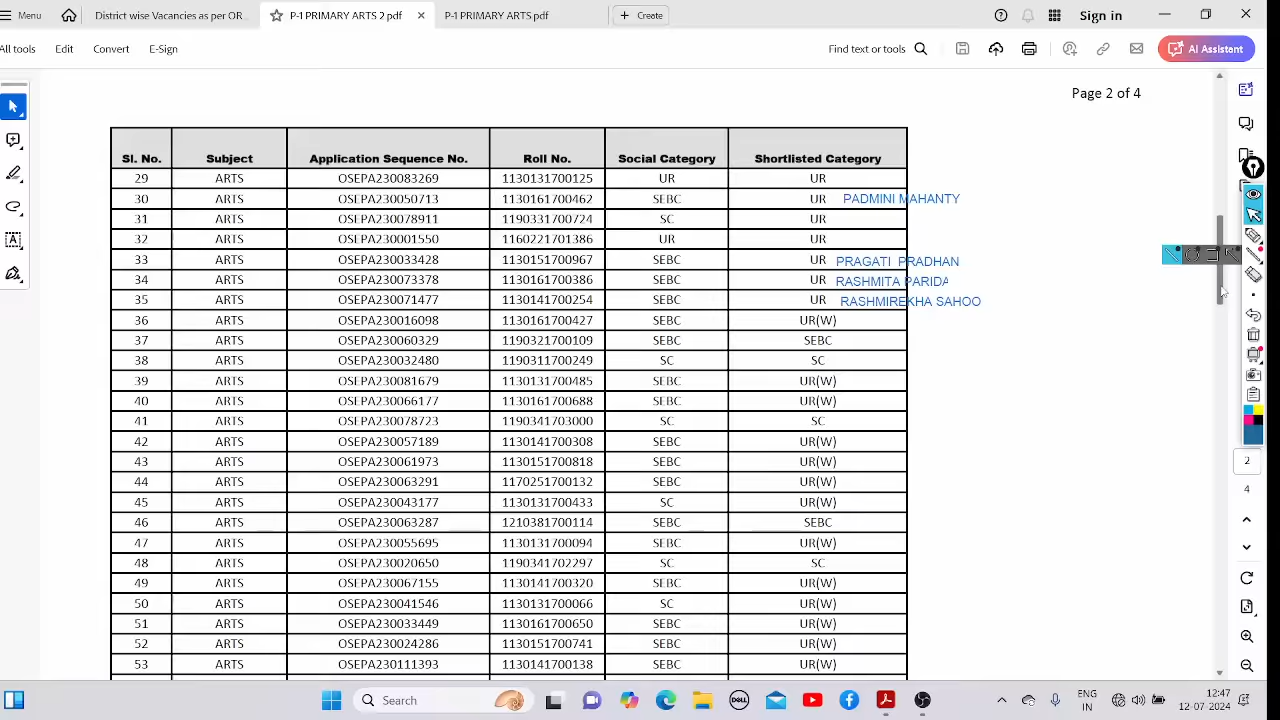 Menu District wise Vacancies as per OR... P-1 PRIMARY ARTS 2.pdf P-1 PRIMARY ARTS pdf Create Sign in
All tools Edit Convert E-Sign Find text or tools AI Assistant
Page 2 of 4
Sl. No. Subject Application Sequence No. Roll No. Social Category Shortlisted Category
29 ARTS OSEPA230083269 1130131700125 UR UR
30 ARTS OSEPA230050713 1130161700462 SEBC UR PADMINI MAHANTY
31 ARTS OSEPA230078911 1190331700724 SC UR
32 ARTS OSEPA230001550 1160221701386 UR UR
33 ARTS OSEPA230033428 1130151700967 SEBC UR PRAGATI PRADHAN
34 ARTS OSEPA230073378 1130161700386 SEBC UR RASHMITA PARIDA
35 ARTS OSEPA230071477 1130141700254 SEBC UR RASHMIREKHA SAHOO
36 ARTS OSEPA230016098 1130161700427 SEBC UR(W)
37 ARTS OSEPA230060329 1190321700109 SEBC SEBC
38 ARTS OSEPA230032480 1190311700249 SC SC
39 ARTS OSEPA230081679 1130131700485 SEBC UR(W)
40 ARTS OSEPA230066177 1130161700688 SEBC UR(W)
41 ARTS OSEPA230078723 1190341703000 SC SC
42 ARTS OSEPA230057189 1130141700308 SEBC UR(W)
43 ARTS OSEPA230061973 1130151700818 SEBC UR(W)
44 ARTS OSEPA230063291 1170251700132 SEBC UR(W)
45 ARTS OSEPA230043177 1130131700433 SC UR(W)
46 ARTS OSEPA230063287 1210381700114 SEBC SEBC
47 ARTS OSEPA230055695 1130131700094 SEBC UR(W)
48 ARTS OSEPA230020650 1190341702297 SC SC
49 ARTS OSEPA230067155 1130141700320 SEBC UR(W)
50 ARTS OSEPA230041546 1130131700066 SC UR(W)
51 ARTS OSEPA230033449 1130161700650 SEBC UR(W)
52 ARTS OSEPA230024286 1130151700741 SEBC UR(W)
53 ARTS OSEPA230111393 1130141700138 SEBC UR(W)
2
4
Search DELL ENG 12:47
IN 12-07-2024